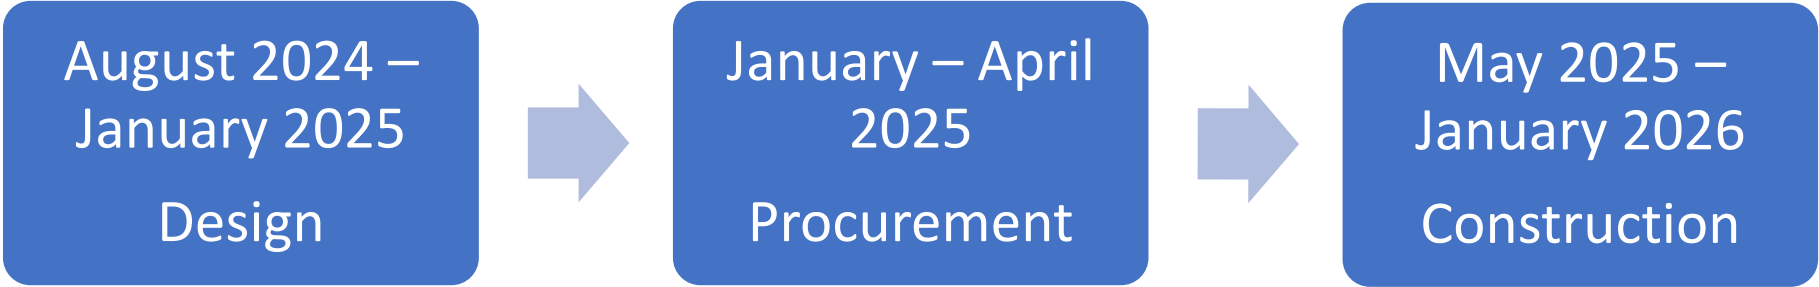 August 2024 –
January 2025
Design
January – April
2025
Procurement
May 2025 –
January 2026
Construction